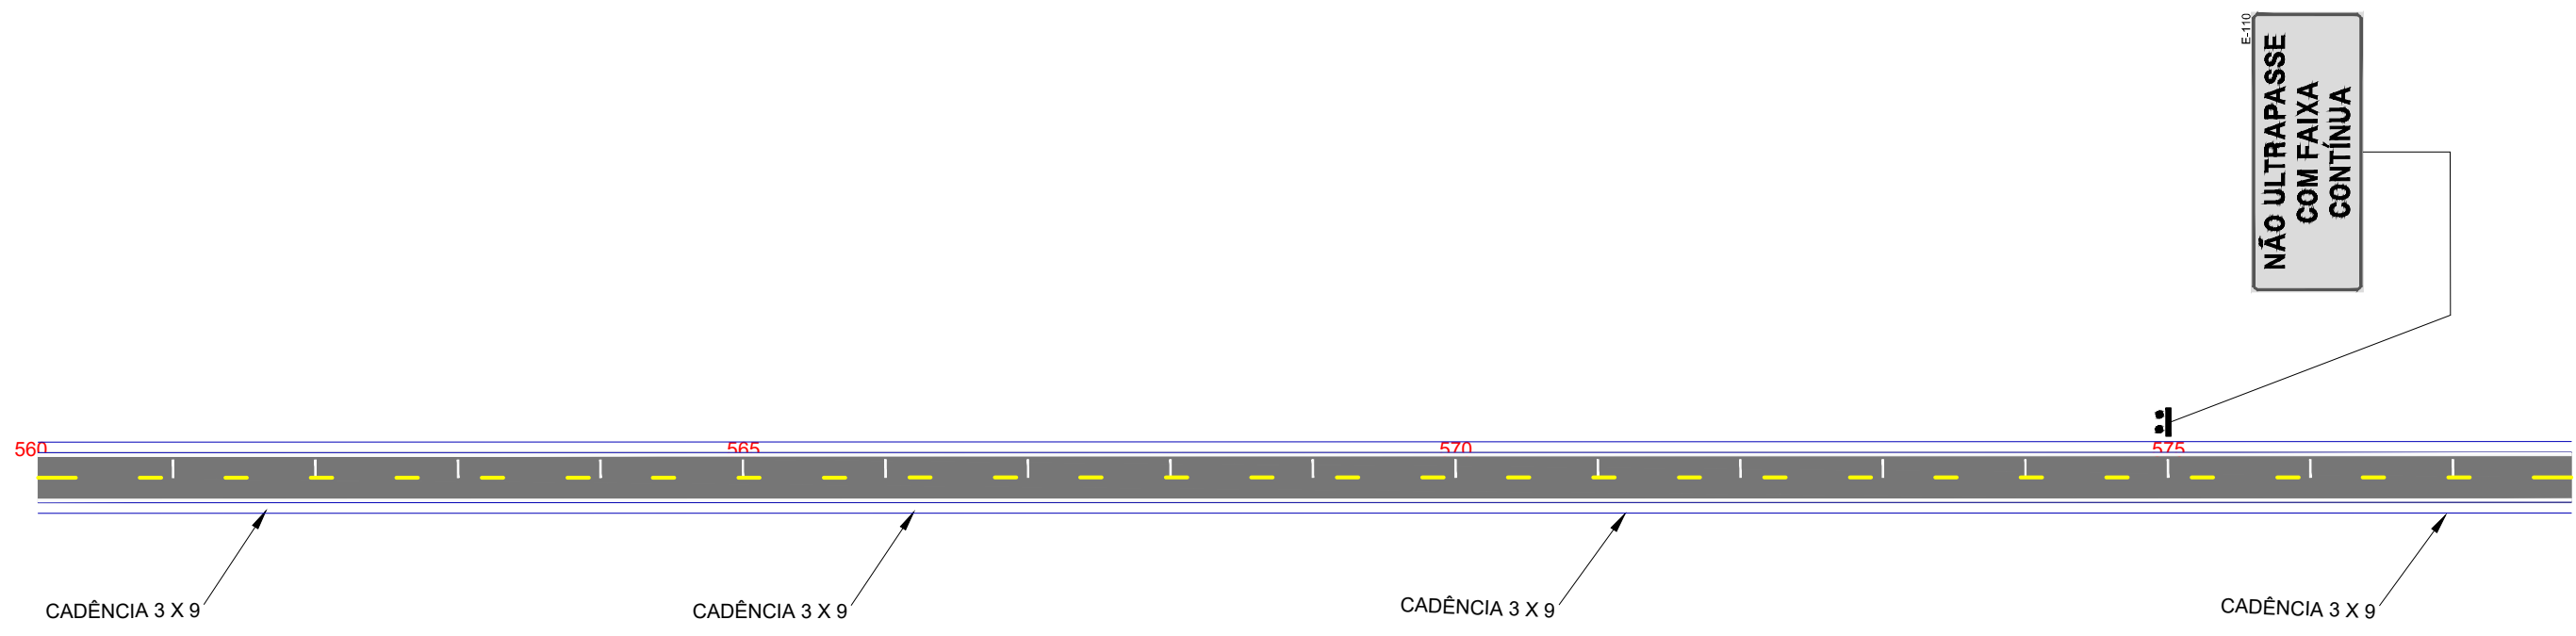 E-110
NÃO ULTRAPASSE
COM FAIXA
CONTÍNUA
560
565
570
575
CADÊNCIA 3 X 9
CADÊNCIA 3 X 9
CADÊNCIA 3 X 9
CADÊNCIA 3 X 9